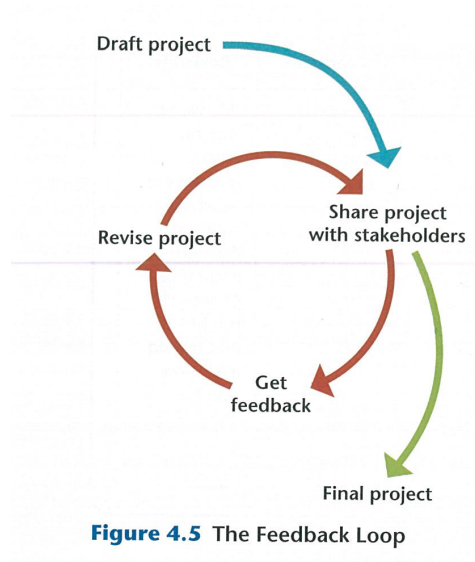 Draft project
Share project
with stakeholders
Revise project
Get
feedback
Final project
Figure 4.5 The Feedback Loop